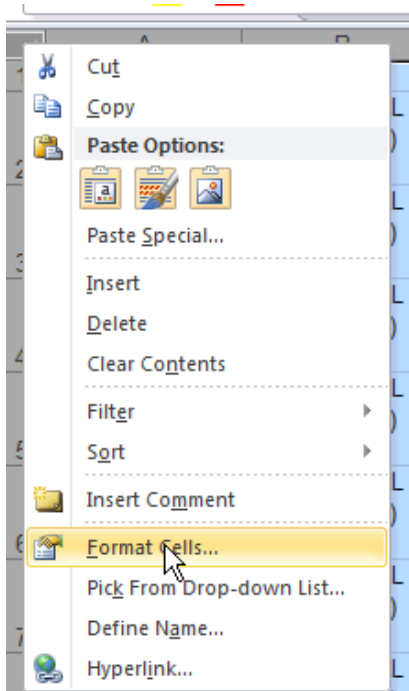 Cut
Copy
Paste Options:
Paste Special...
Insert
Delete
Clear Contents
Filter
Sort
Insert Comment
Format Cells...
Pick From Drop-down List...
Define Name...
Hyperlink...
L
)
L
)
L
)
L
)
L
)
L
)
L